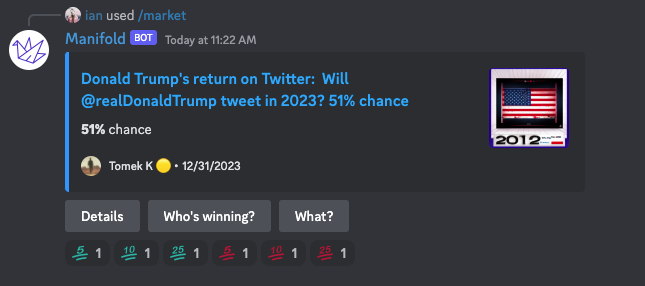 ian used /market
Manifold BOT Today at 11:22 AM
Donald Trump's return on Twitter: Will
@realDonaldTrump tweet in 2023? 51% chance
51% chance
2012
Tomek K 🟡 • 12/31/2023
Details Who's winning? What?
5 1 10 1 25 1 5 1 10 1 25 1